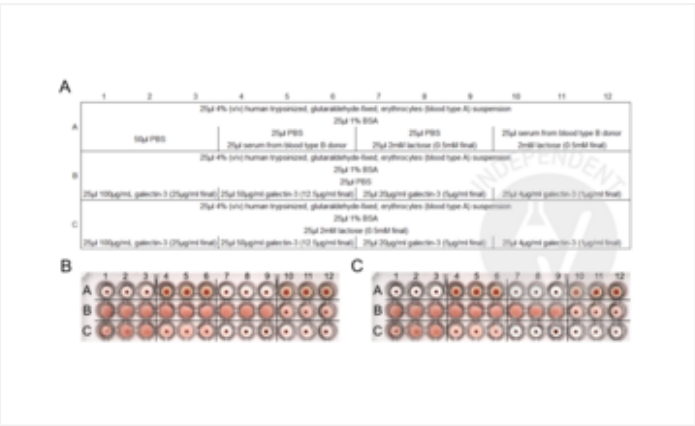 A
1 2 3 4 5 6 7 8 9 10 11 12
25µl 4% (v/v) human trypsinized, glutaraldehyde-fixed, erythrocytes (blood type A) suspension
25µl 1% BSA
A
50µl PBS
25µl PBS
25µl serum from blood type B donor
25µl PBS
25µl 2mM lactose (0.5mM final)
25µl serum from blood type B donor
2mM lactose (0.5mM final)
25µl 4% (v/v) human trypsinized, glutaraldehyde-fixed, erythrocytes (blood type A) suspension
25µl 1% BSA
B
25µl PBS
25µl 100µg/mL galectin-3 (25µg/ml final) 25µl 50µg/ml galectin-3 (12.5µg/ml final) 25µl 20µg/ml galectin-3 (5µg/ml final) 25µl 4µg/ml galectin-3 (1µg/ml final)
25µl 4% (v/v) human trypsinized, glutaraldehyde-fixed, erythrocytes (blood type A) suspension
25µl 1% BSA
C
25µl 2mM lactose (0.5mM final)
25µl 100µg/mL galectin-3 (25µg/ml final) 25µl 50µg/ml galectin-3 (12.5µg/ml final) 25µl 20µg/ml galectin-3 (5µg/ml final) 25µl 4µg/ml galectin-3 (1µg/ml final)
INDEPENDENT
B
1 2 3 4 5 6 7 8 9 10 11 12
A
B
C
C
1 2 3 4 5 6 7 8 9 10 11 12
A
B
C